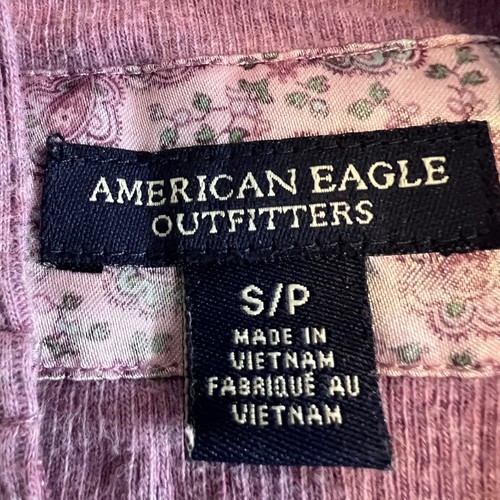 AMERICAN EAGLE
OUTFITTERS
S/P
MADE IN
VIETNAM
FABRIQUÉ AU
VIETNAM